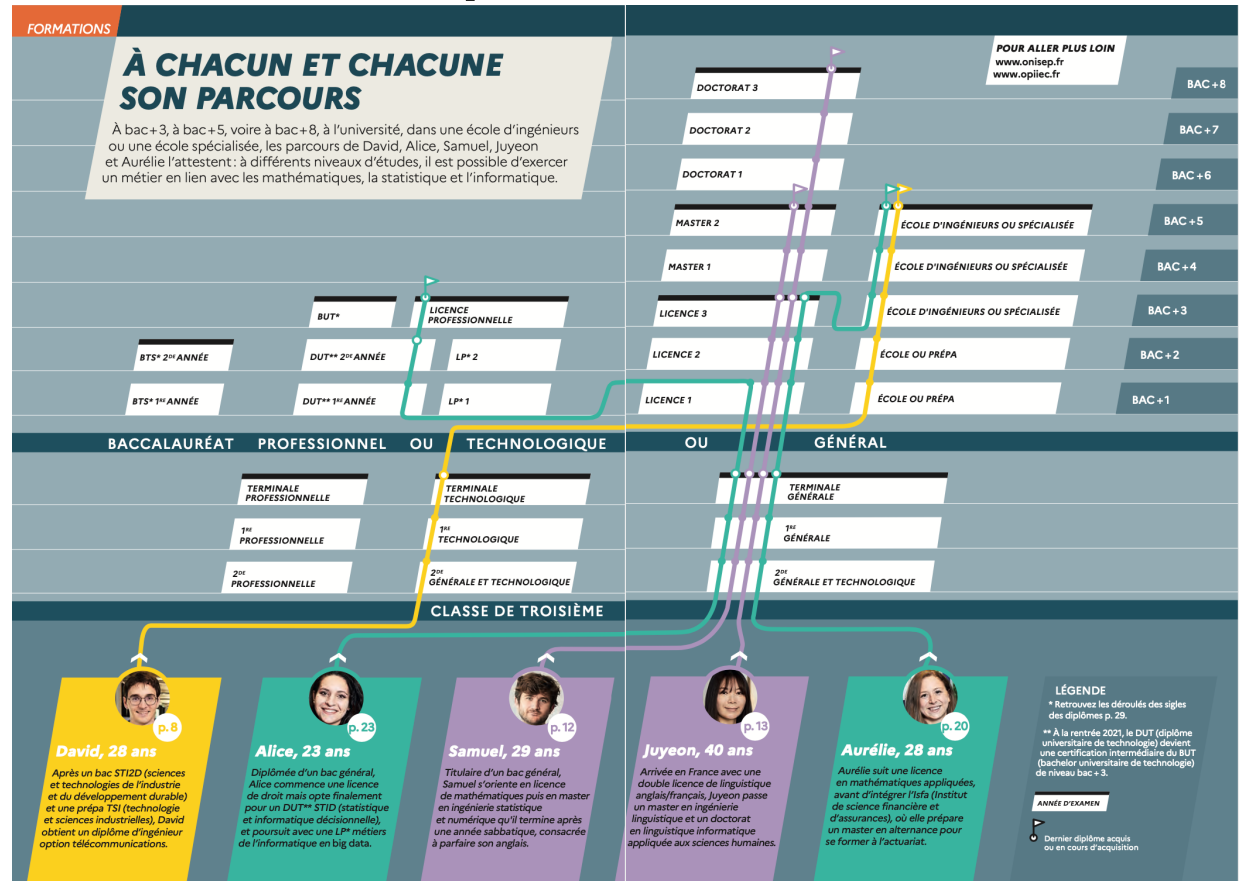 FORMATIONS
À CHACUN ET CHACUNE
SON PARCOURS
À bac+3, à bac+5, voire à bac+8, à l'université, dans une école d'ingénieurs
ou une école spécialisée, les parcours de David, Alice, Samuel, Juyeon
et Aurélie l'attestent : à différents niveaux d'études, il est possible d'exercer
un métier en lien avec les mathématiques, la statistique et l'informatique.
POUR ALLER PLUS LOIN
www.onisep.fr
www.opiiec.fr
DOCTORAT 3
BAC+8
DOCTORAT 2
BAC+7
DOCTORAT 1
BAC+6
MASTER 2
ÉCOLE D'INGÉNIEURS OU SPÉCIALISÉE
BAC+5
MASTER 1
ÉCOLE D'INGÉNIEURS OU SPÉCIALISÉE
BAC+4
BUT*
LICENCE
PROFESSIONNELLE
LICENCE 3
ÉCOLE D'INGÉNIEURS OU SPÉCIALISÉE
BAC+3
BTS* 2DE ANNÉE
DUT** 2DE ANNÉE
LP* 2
LICENCE 2
ÉCOLE OU PRÉPA
BAC+2
BTS* 1RE ANNÉE
DUT** 1RE ANNÉE
LP* 1
LICENCE 1
ÉCOLE OU PRÉPA
BAC+1
BACCALAURÉAT PROFESSIONNEL OU TECHNOLOGIQUE OU GÉNÉRAL
TERMINALE
PROFESSIONNELLE
TERMINALE
TECHNOLOGIQUE
TERMINALE
GÉNÉRALE
1RE
PROFESSIONNELLE
1RE
TECHNOLOGIQUE
1RE
GÉNÉRALE
2DE
PROFESSIONNELLE
2DE
GÉNÉRALE ET TECHNOLOGIQUE
2DE
GÉNÉRALE ET TECHNOLOGIQUE
CLASSE DE TROISIÈME
p. 8
David, 28 ans
Après un bac STI2D (sciences
et technologies de l'industrie
et du développement durable)
et une prépa TSI (technologie
et sciences industrielles), David
obtient un diplôme d'ingénieur
option télécommunications.
p. 23
Alice, 23 ans
Diplômée d'un bac général,
Alice commence une licence
de droit mais opte finalement
pour un DUT** STID (statistique
et informatique décisionnelle),
et poursuit avec une LP* métiers
de l'informatique en big data.
p. 12
Samuel, 29 ans
Titulaire d'un bac général,
Samuel s'oriente en licence
de mathématiques puis en master
en ingénierie statistique
et numérique qu'il termine après
une année sabbatique, consacrée
à parfaire son anglais.
p. 13
Juyeon, 40 ans
Arrivée en France avec une
double licence de linguistique
anglais/français, Juyeon passe
un master en ingénierie
linguistique et un doctorat
en linguistique informatique
appliquée aux sciences humaines.
p. 20
Aurélie, 28 ans
Aurélie suit une licence
en mathématiques appliquées,
avant d'intégrer l'Isfa (Institut
de science financière et
d'assurances), où elle prépare
un master en alternance pour
se former à l'actuariat.
LÉGENDE
* Retrouvez les déroulés des sigles
des diplômes p. 29.
** À la rentrée 2021, le DUT (diplôme
universitaire de technologie) devient
une certification intermédiaire du BUT
(bachelor universitaire de technologie)
de niveau bac + 3.
ANNÉE D'EXAMEN
Dernier diplôme acquis
ou en cours d'acquisition